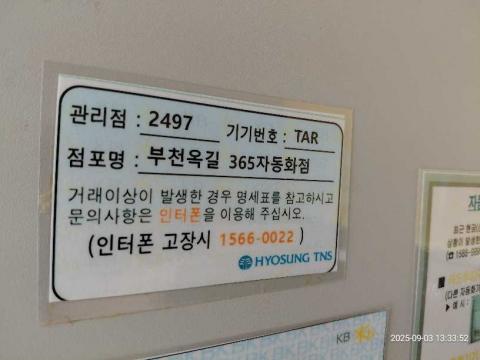 관리점 : 2497 기기번호 : TAR
점포명 : 부천옥길 365자동화점
거래이상이 발생한 경우 명세표를 참고하시고
문의사항은 인터폰을 이용해 주십시오.
(인터폰 고장시 1566-0022 )
HYOSUNG TNS
KB
2025-09-03 13:33:52